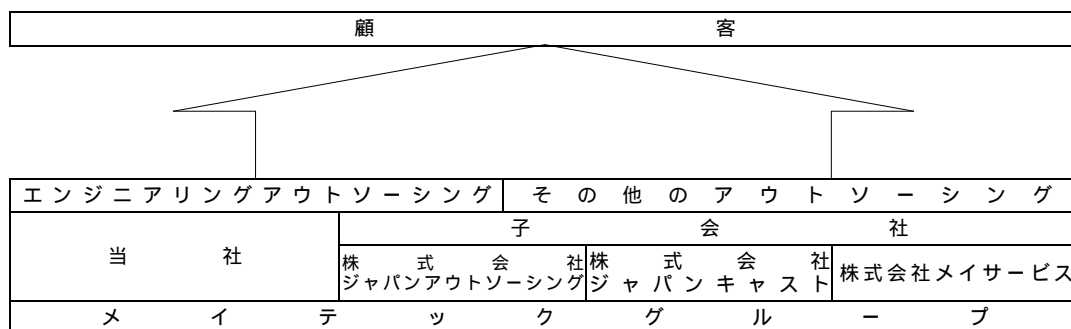 顧客
エンジニアリングアウトソーシング
その他のアウトソーシング
当社
子会社
株式会社
ジャパンアウトソーシング
株式会社
ジャパンキャスト
株式会社メイサービス
メイテックグループ